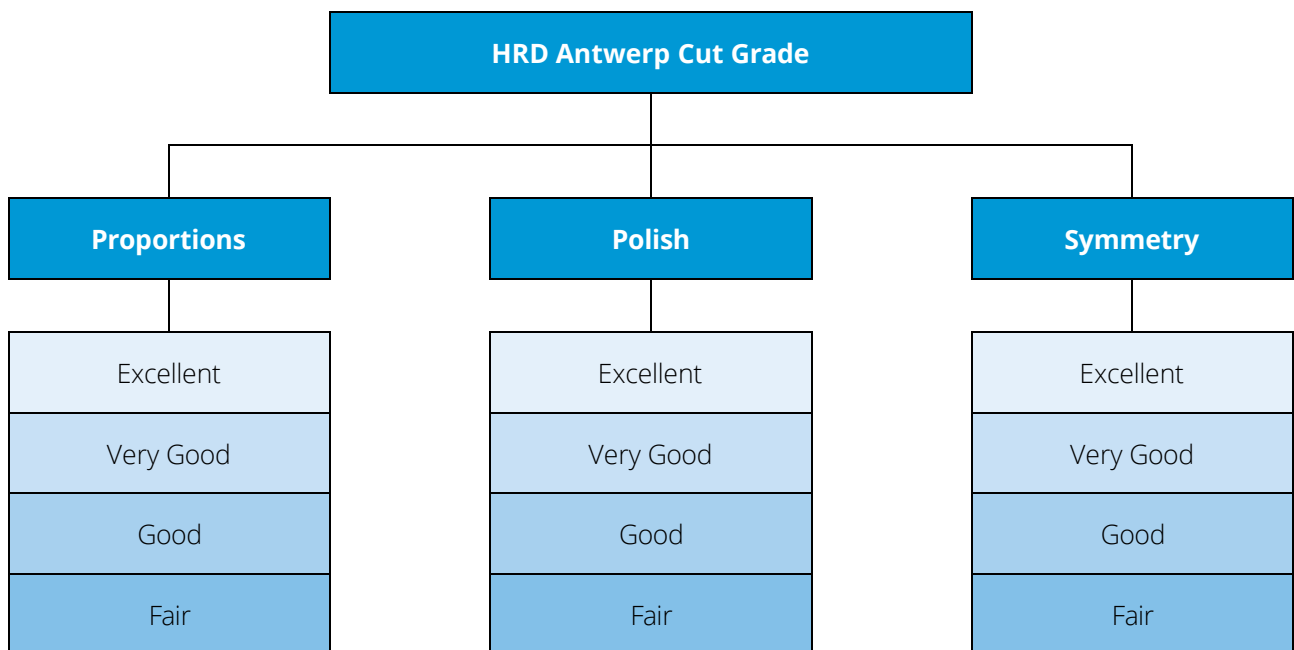 HRD Antwerp Cut Grade
Proportions
Polish
Symmetry
Excellent
Excellent
Excellent
Very Good
Very Good
Very Good
Good
Good
Good
Fair
Fair
Fair